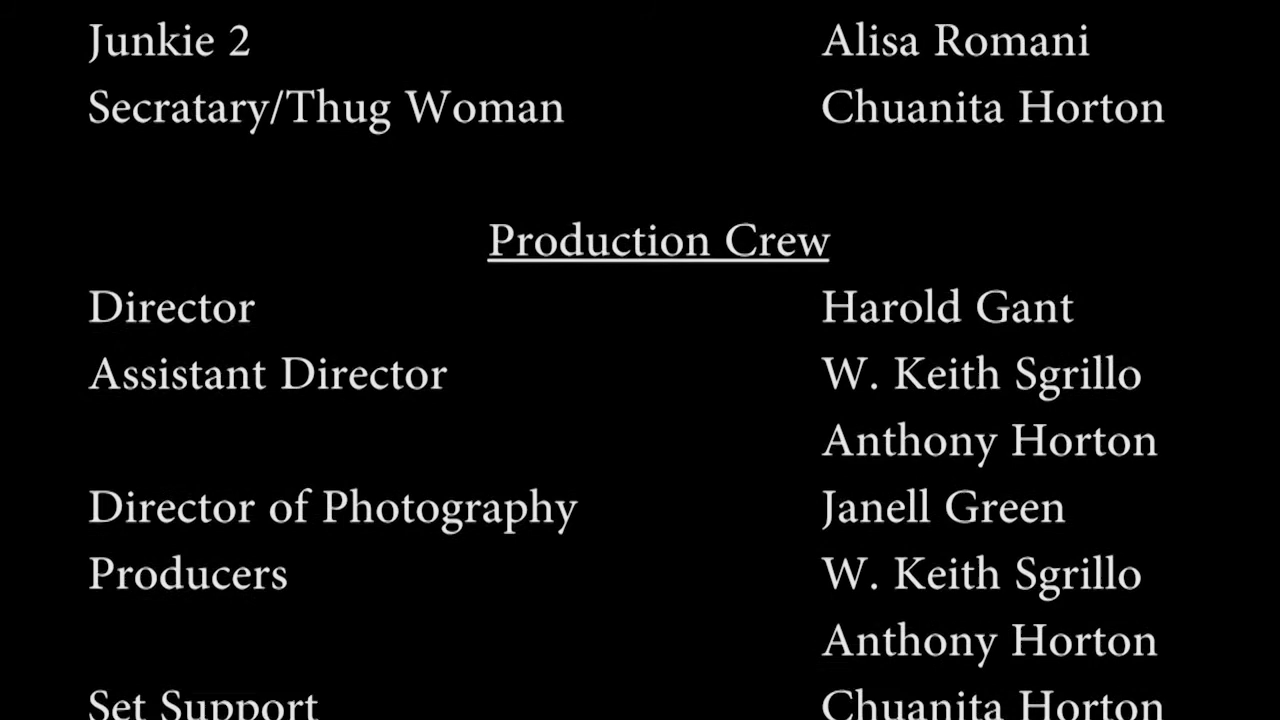 Junkie 2 Alisa Romani
Secratary/Thug Woman Chuanita Horton
Production Crew
Director Harold Gant
Assistant Director W. Keith Sgrillo
Anthony Horton
Director of Photography Janell Green
Producers W. Keith Sgrillo
Anthony Horton
Set Support Chuanita Horton